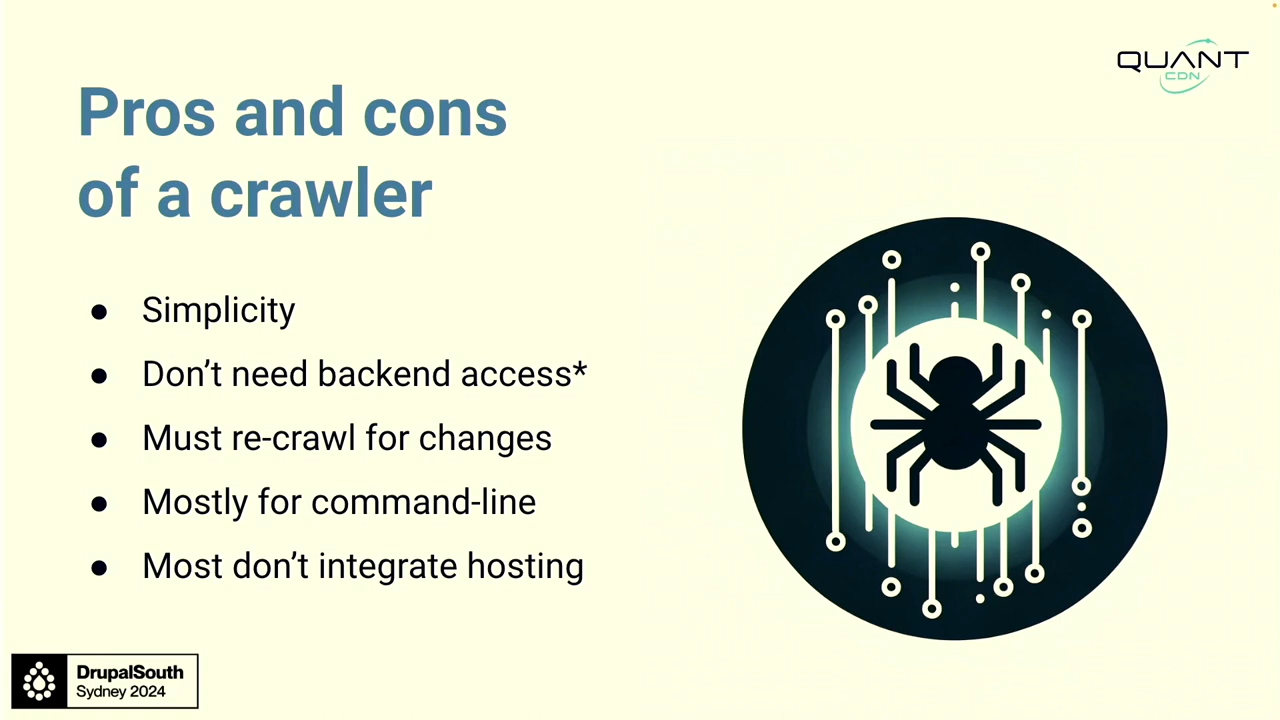 QUANT
CDN
Pros and cons
of a crawler
● Simplicity
● Don’t need backend access*
● Must re-crawl for changes
● Mostly for command-line
● Most don’t integrate hosting
DrupalSouth
Sydney 2024